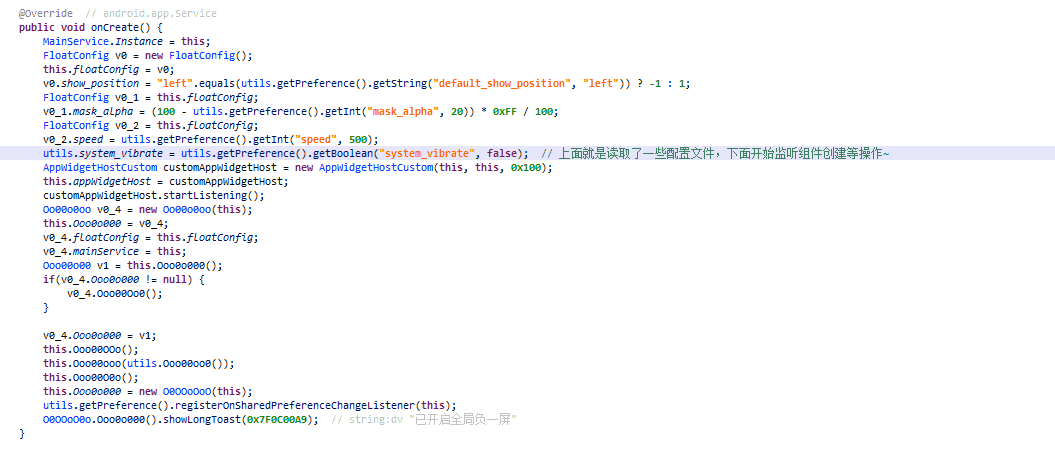 @Override  // android.app.Service
public void onCreate() {
    MainService.Instance = this;
    FloatConfig v0 = new FloatConfig();
    this.floatConfig = v0;
    v0.show_position = "left".equals(utils.getPreference().getString("default_show_position", "left")) ? -1 : 1;
    FloatConfig v0_1 = this.floatConfig;
    v0_1.mask_alpha = (100 - utils.getPreference().getInt("mask_alpha", 20)) * 0xFF / 100;
    FloatConfig v0_2 = this.floatConfig;
    v0_2.speed = utils.getPreference().getInt("speed", 500);
    utils.system_vibrate = utils.getPreference().getBoolean("system_vibrate", false);  // 上面就是读取了一些配置文件，下面开始监听组件创建等操作~
    AppWidgetHostCustom customAppWidgetHost = new AppWidgetHostCustom(this, this, 0x100);
    this.appWidgetHost = customAppWidgetHost;
    customAppWidgetHost.startListening();
    Oo00o0oo v0_4 = new Oo00o0oo(this);
    this.Ooo0o000 = v0_4;
    v0_4.floatConfig = this.floatConfig;
    v0_4.mainService = this;
    Ooo00o00 v1 = this.Ooo0o000();
    if(v0_4.Ooo0o000 != null) {
        v0_4.Ooo00Oo0();
    }

    v0_4.Ooo0o000 = v1;
    this.Ooo00OOo();
    this.Ooo00ooo(utils.Ooo00oo0());
    this.Ooo00O0o();
    this.Ooo0o000 = new O0OOoOoO(this);
    utils.getPreference().registerOnSharedPreferenceChangeListener(this);
    O0OOoO0o.Ooo0o000().showLongToast(0x7F0C00A9);  // string:dv "已开启全局负一屏"
}